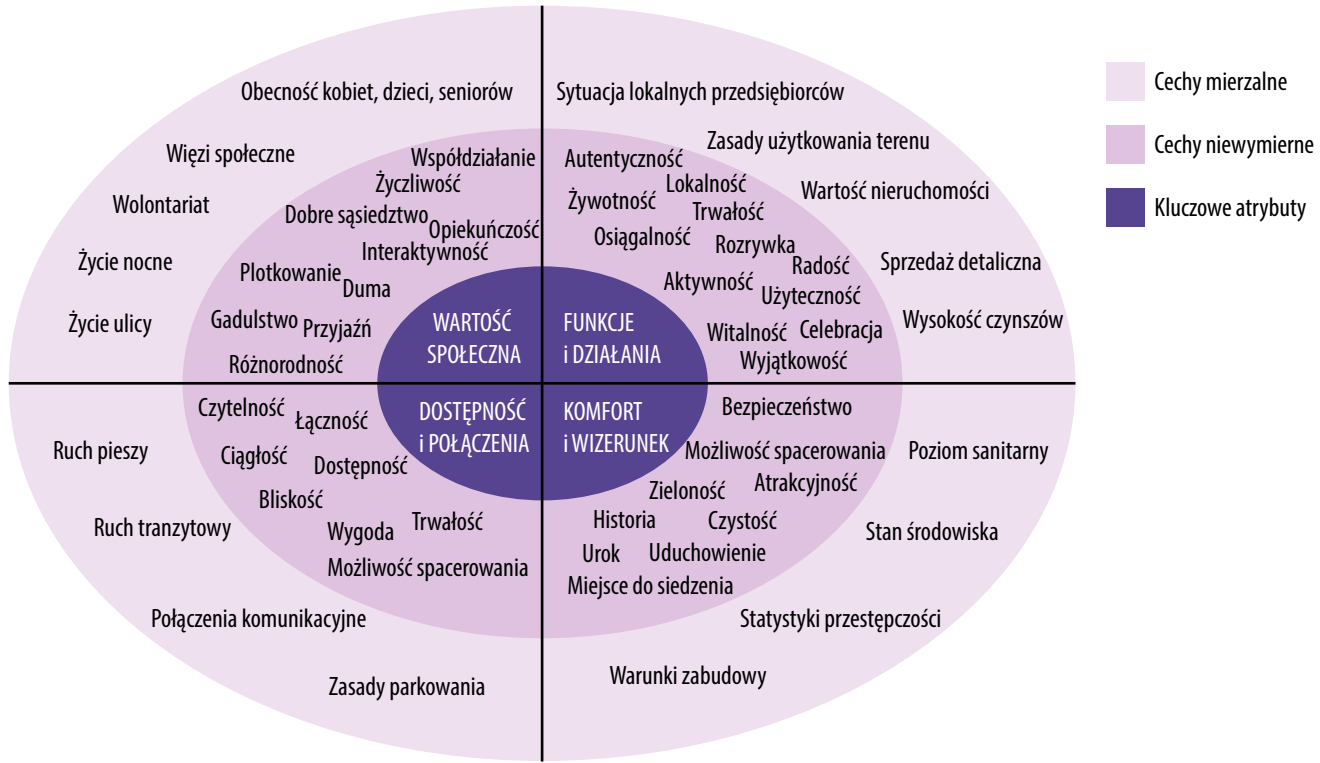 Obecność kobiet, dzieci, seniorów
Więzi społeczne
Wolontariat
Życie nocne
Życie ulicy
Współdziałanie
Życzliwość
Dobre sąsiedztwo
Opiekuńczość
Interaktywność
Plotkowanie
Duma
Gadulstwo
Przyjaźń
Różnorodność
WARTOŚĆ
SPOŁECZNA
Sytuacja lokalnych przedsiębiorców
Zasady użytkowania terenu
Wartość nieruchomości
Sprzedaż detaliczna
Wysokość czynszów
Autentyczność
Lokalność
Żywotność
Trwałość
Osiągalność
Rozrywka
Radość
Aktywność
Użyteczność
Witalność
Celebracja
Wyjątkowość
FUNKCJE
i DZIAŁANIA
DOSTĘPNOŚĆ
i POŁĄCZENIA
Czytelność
Łączność
Ciągłość
Dostępność
Bliskość
Wygoda
Trwałość
Możliwość spacerowania
Ruch pieszy
Ruch tranzytowy
Połączenia komunikacyjne
Zasady parkowania
KOMFORT
i WIZERUNEK
Bezpieczeństwo
Możliwość spacerowania
Zieloność
Atrakcyjność
Historia
Czystość
Urok
Uduchowienie
Miejsce do siedzenia
Poziom sanitarny
Stan środowiska
Statystyki przestępczości
Warunki zabudowy
Cechy mierzalne
Cechy niewymierne
Kluczowe atrybuty